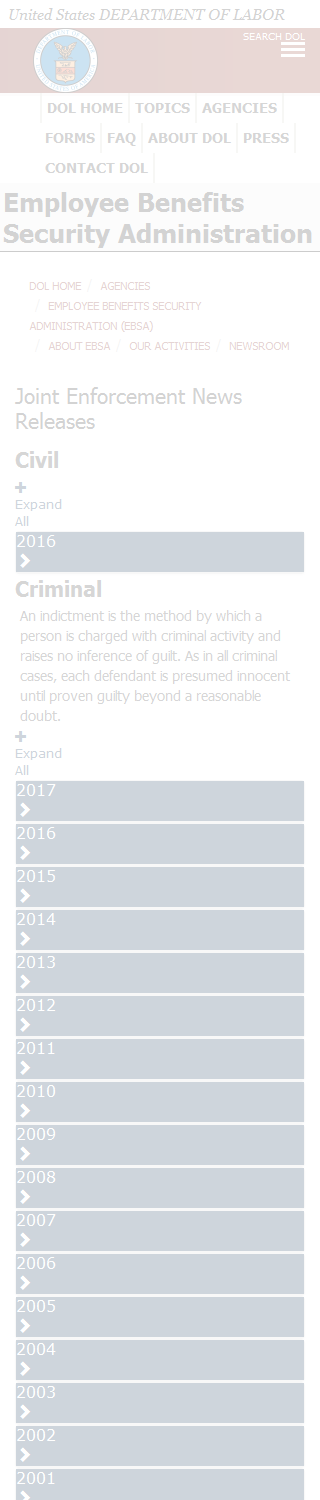 United States DEPARTMENT OF LABOR
SEARCH DOL
DOL HOME TOPICS AGENCIES
FORMS FAQ ABOUT DOL PRESS
CONTACT DOL
Employee Benefits
Security Administration
DOL HOME / AGENCIES
/ EMPLOYEE BENEFITS SECURITY
ADMINISTRATION (EBSA)
/ ABOUT EBSA / OUR ACTIVITIES / NEWSROOM
Joint Enforcement News
Releases
Civil
Expand
All
2016
Criminal
An indictment is the method by which a
person is charged with criminal activity and
raises no inference of guilt. As in all criminal
cases, each defendant is presumed innocent
until proven guilty beyond a reasonable
doubt.
Expand
All
2017
2016
2015
2014
2013
2012
2011
2010
2009
2008
2007
2006
2005
2004
2003
2002
2001